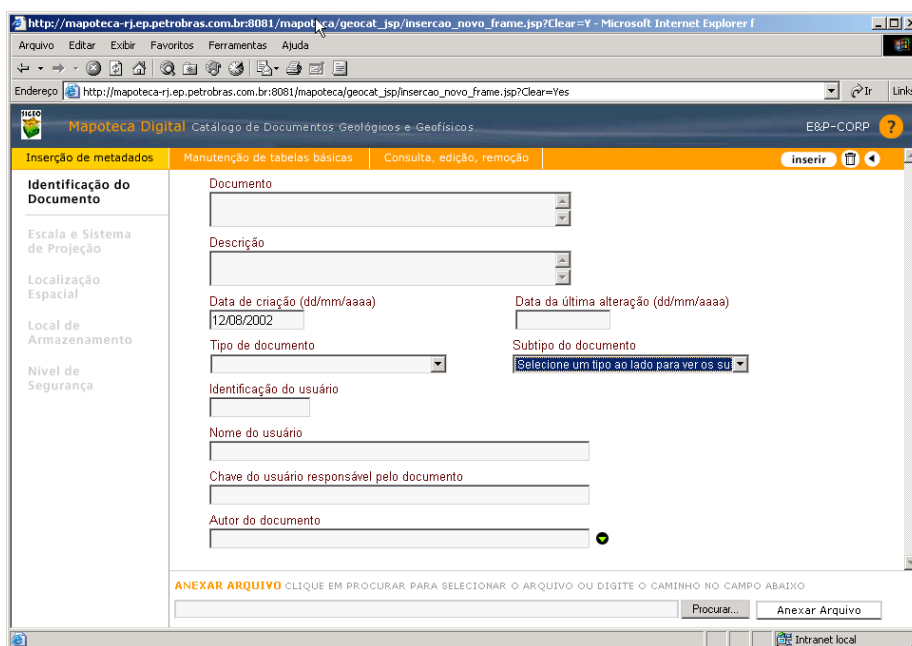 http://mapoteca-rj.ep.petrobras.com.br:8081/mapoteca/geocat_jsp/insercao_novo_frame.jsp?Clear=Y - Microsoft Internet Explorer f
Arquivo Editar Exibir Favoritos Ferramentas Ajuda
Endereço http://mapoteca-rj.ep.petrobras.com.br:8081/mapoteca/geocat_jsp/insercao_novo_frame.jsp?Clear=Yes Ir Links
SIGEO
Mapoteca Digital Catálogo de Documentos Geológicos e Geofísicos E&P-CORP ?
Inserção de metadados Manutenção de tabelas básicas Consulta, edição, remoção inserir
Identificação do
Documento
Escala e Sistema
de Projeção
Localização
Espacial
Local de
Armazenamento
Nível de
Segurança
Documento
Descrição
Data de criação (dd/mm/aaaa) Data da última alteração (dd/mm/aaaa)
12/08/2002
Tipo de documento Subtipo do documento
Selecione um tipo ao lado para ver os su
Identificação do usuário
Nome do usuário
Chave do usuário responsável pelo documento
Autor do documento
ANEXAR ARQUIVO CLIQUE EM PROCURAR PARA SELECIONAR O ARQUIVO OU DIGITE O CAMINHO NO CAMPO ABAIXO
Procurar... Anexar Arquivo
Intranet local